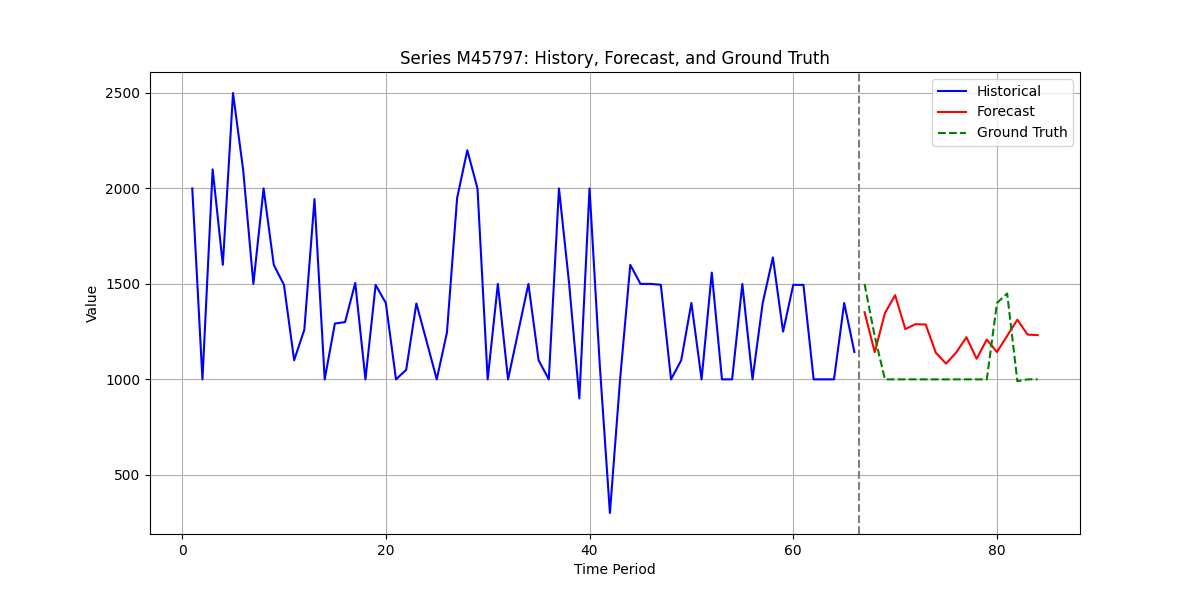 Series M45797: History, Forecast, and Ground Truth
Historical
Forecast
Ground Truth
Value
2500
2000
1500
1000
500
0
20
40
60
80
Time Period